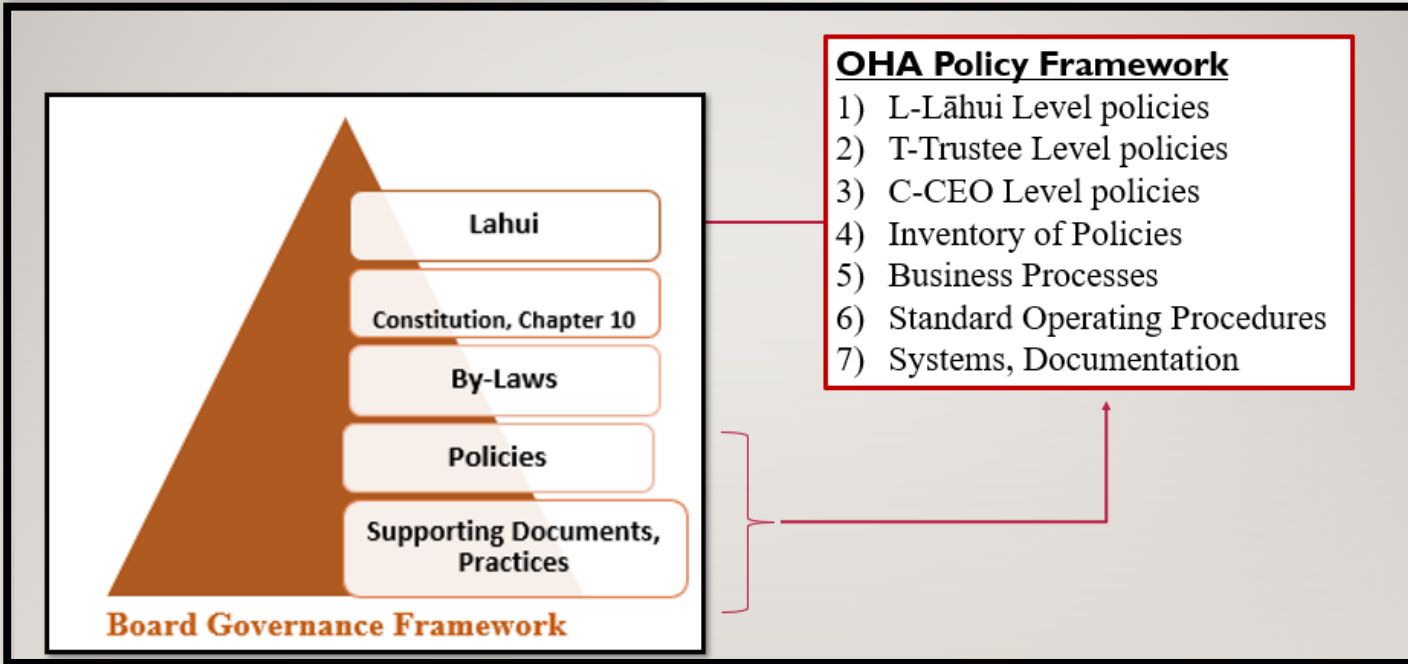 Lahui
Constitution, Chapter 10
By-Laws
Policies
Supporting Documents,
Practices
Board Governance Framework
OHA Policy Framework
1) L-Lāhui Level policies
2) T-Trustee Level policies
3) C-CEO Level policies
4) Inventory of Policies
5) Business Processes
6) Standard Operating Procedures
7) Systems, Documentation